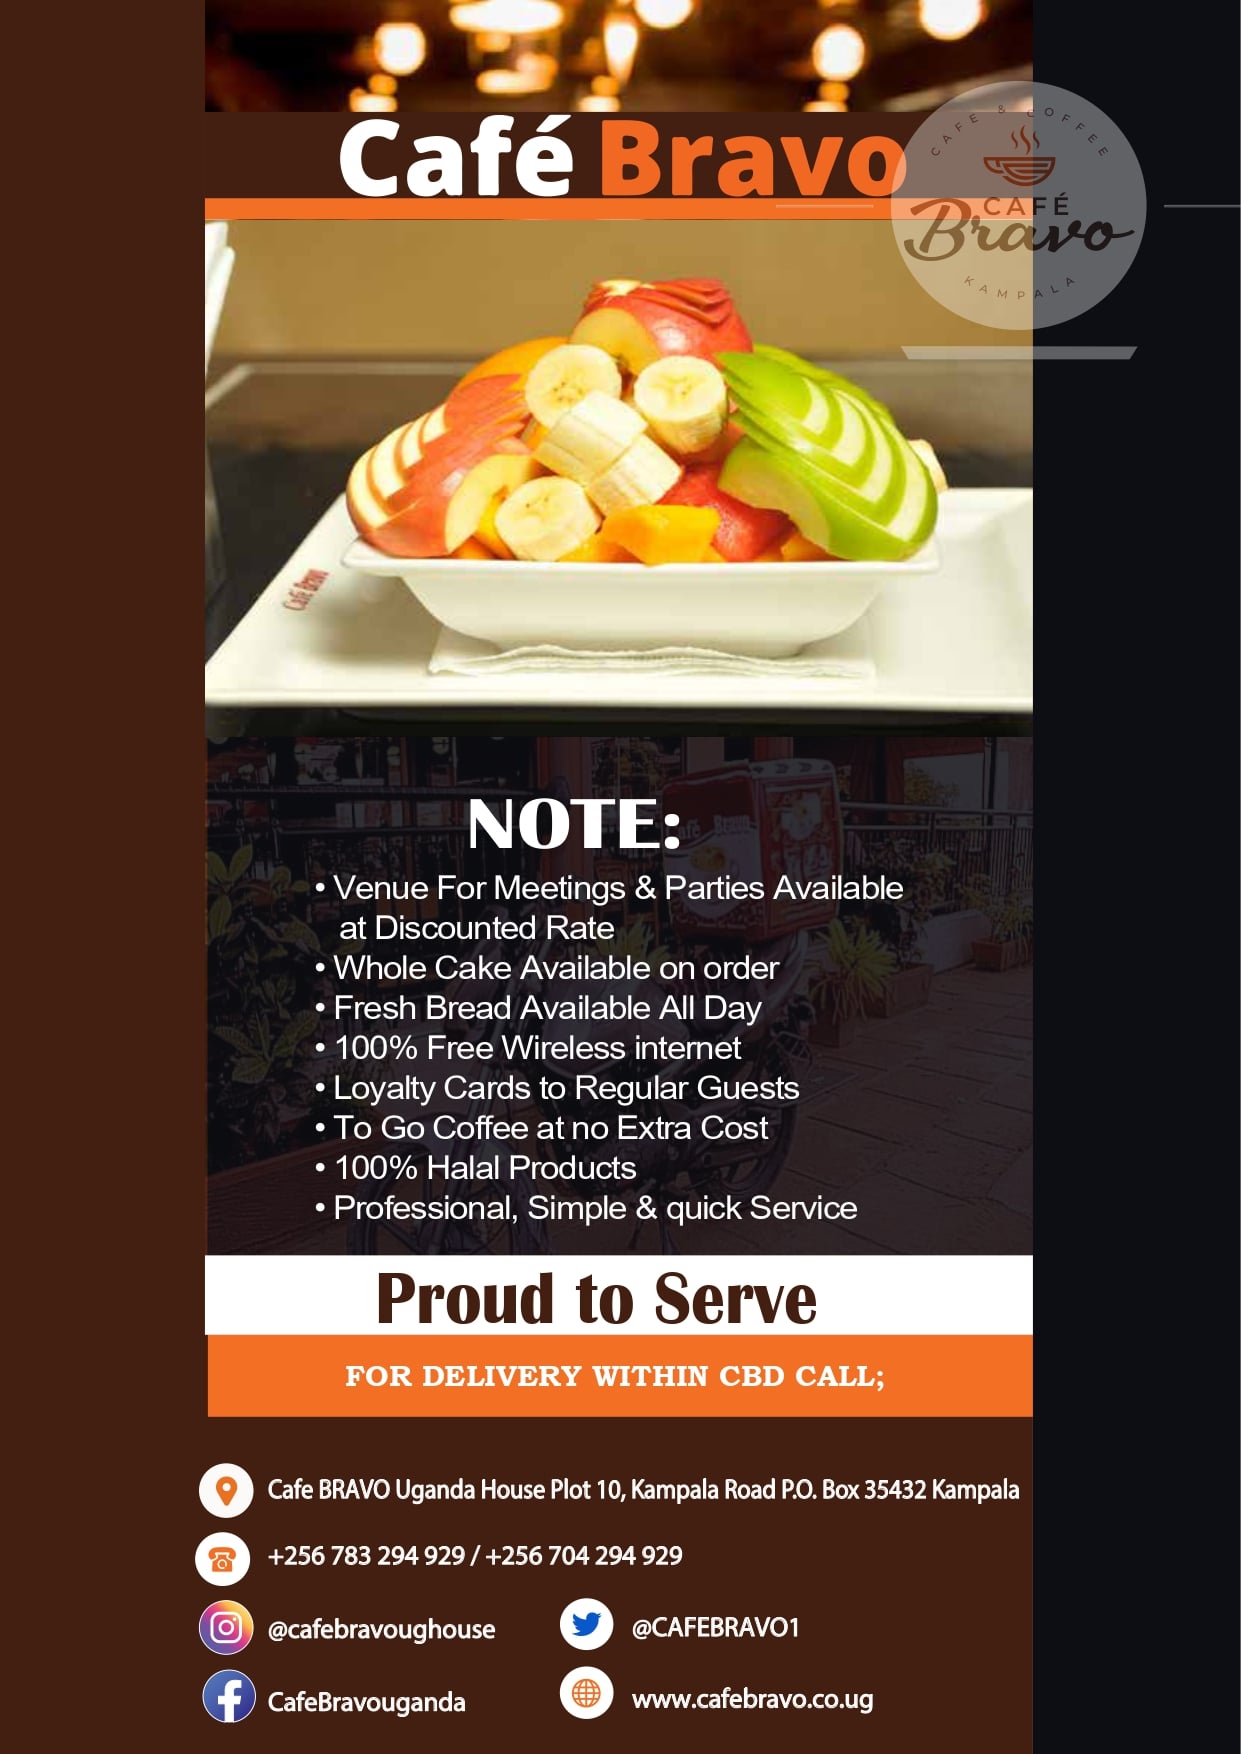 Café Bravo
CAFE & COFFEE
CAFÉ
Bravo
KAMPALA
Café Bravo
Café Bravo
NOTE:
• Venue For Meetings & Parties Available
at Discounted Rate
• Whole Cake Available on order
• Fresh Bread Available All Day
• 100% Free Wireless internet
• Loyalty Cards to Regular Guests
• To Go Coffee at no Extra Cost
• 100% Halal Products
• Professional, Simple & quick Service
Proud to Serve
FOR DELIVERY WITHIN CBD CALL;
Cafe BRAVO Uganda House Plot 10, Kampala Road P.O. Box 35432 Kampala
+256 783 294 929 / +256 704 294 929
@cafebravoughouse
@CAFEBRAVO1
CafeBravouganda
www.cafebravo.co.ug